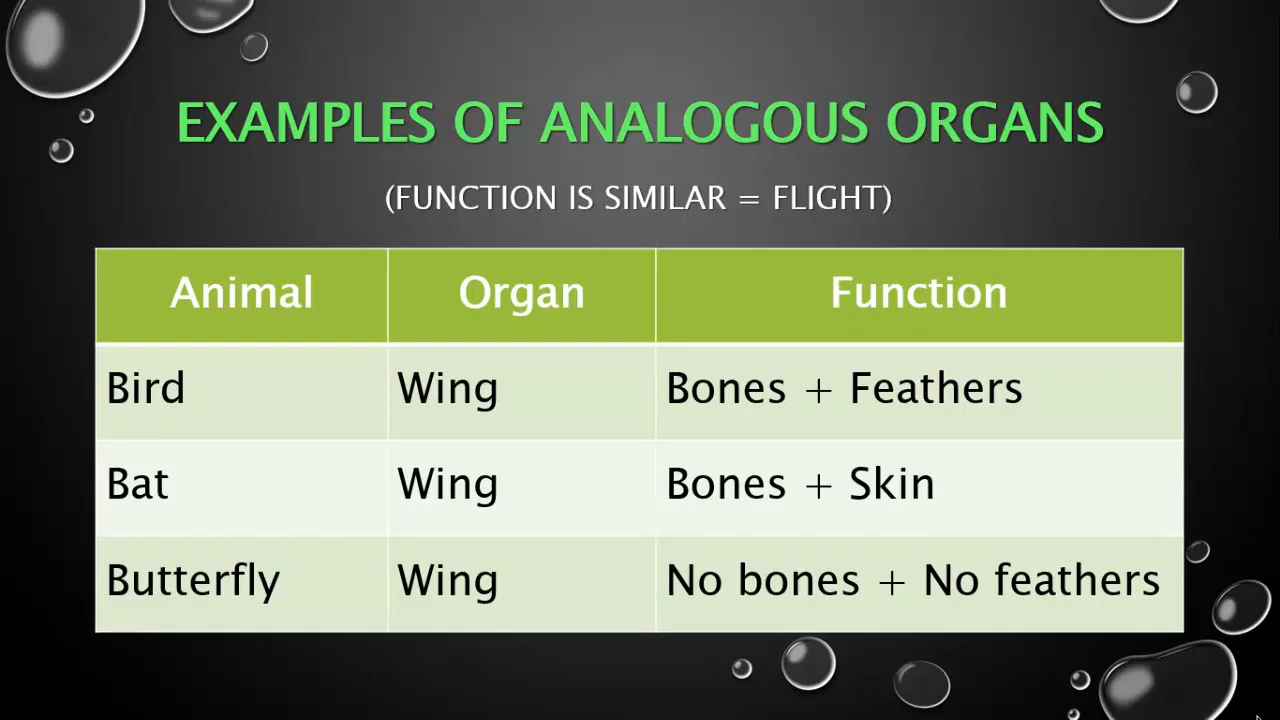 EXAMPLES OF ANALOGOUS ORGANS
(FUNCTION IS SIMILAR = FLIGHT)
Animal Organ Function
Bird Wing Bones + Feathers
Bat Wing Bones + Skin
Butterfly Wing No bones + No feathers